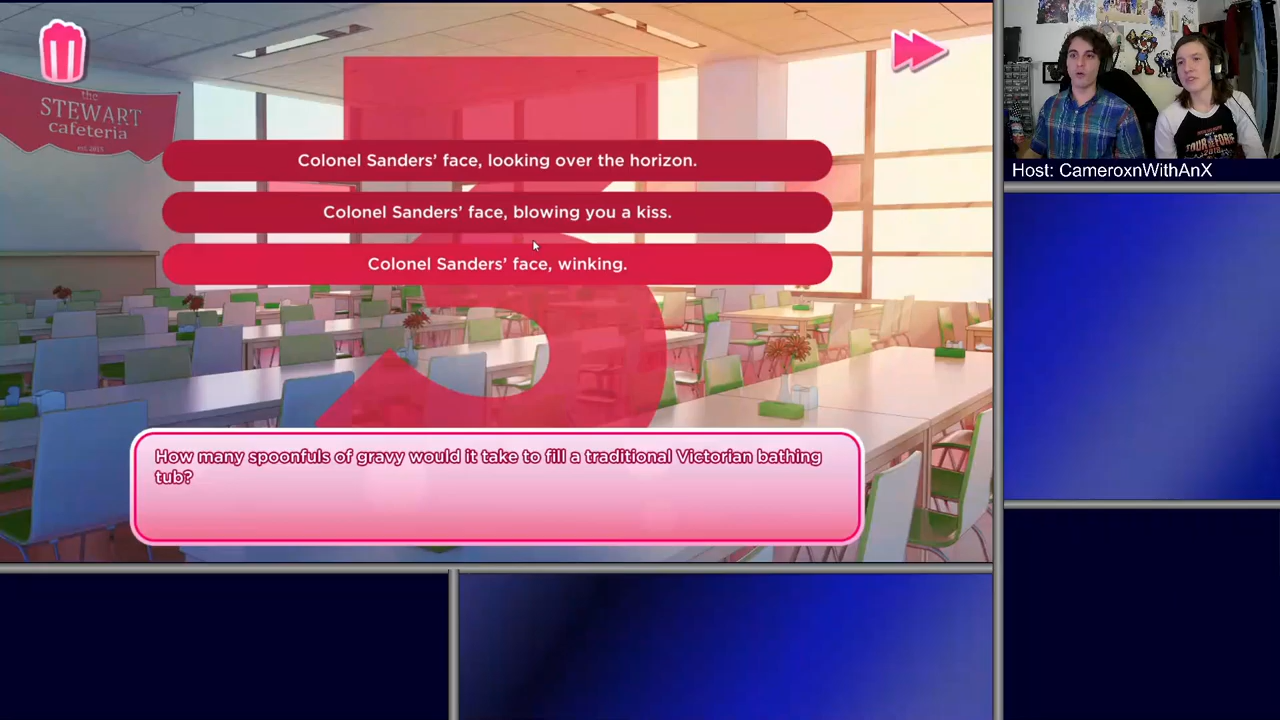 the
STEWART
cafeteria
Colonel Sanders' face, looking over the horizon.
Colonel Sanders' face, blowing you a kiss.
Colonel Sanders' face, winking.
3
How many spoonfuls of gravy would it take to fill a traditional Victorian bathing
tub?
Host: CameroxnWithAnX